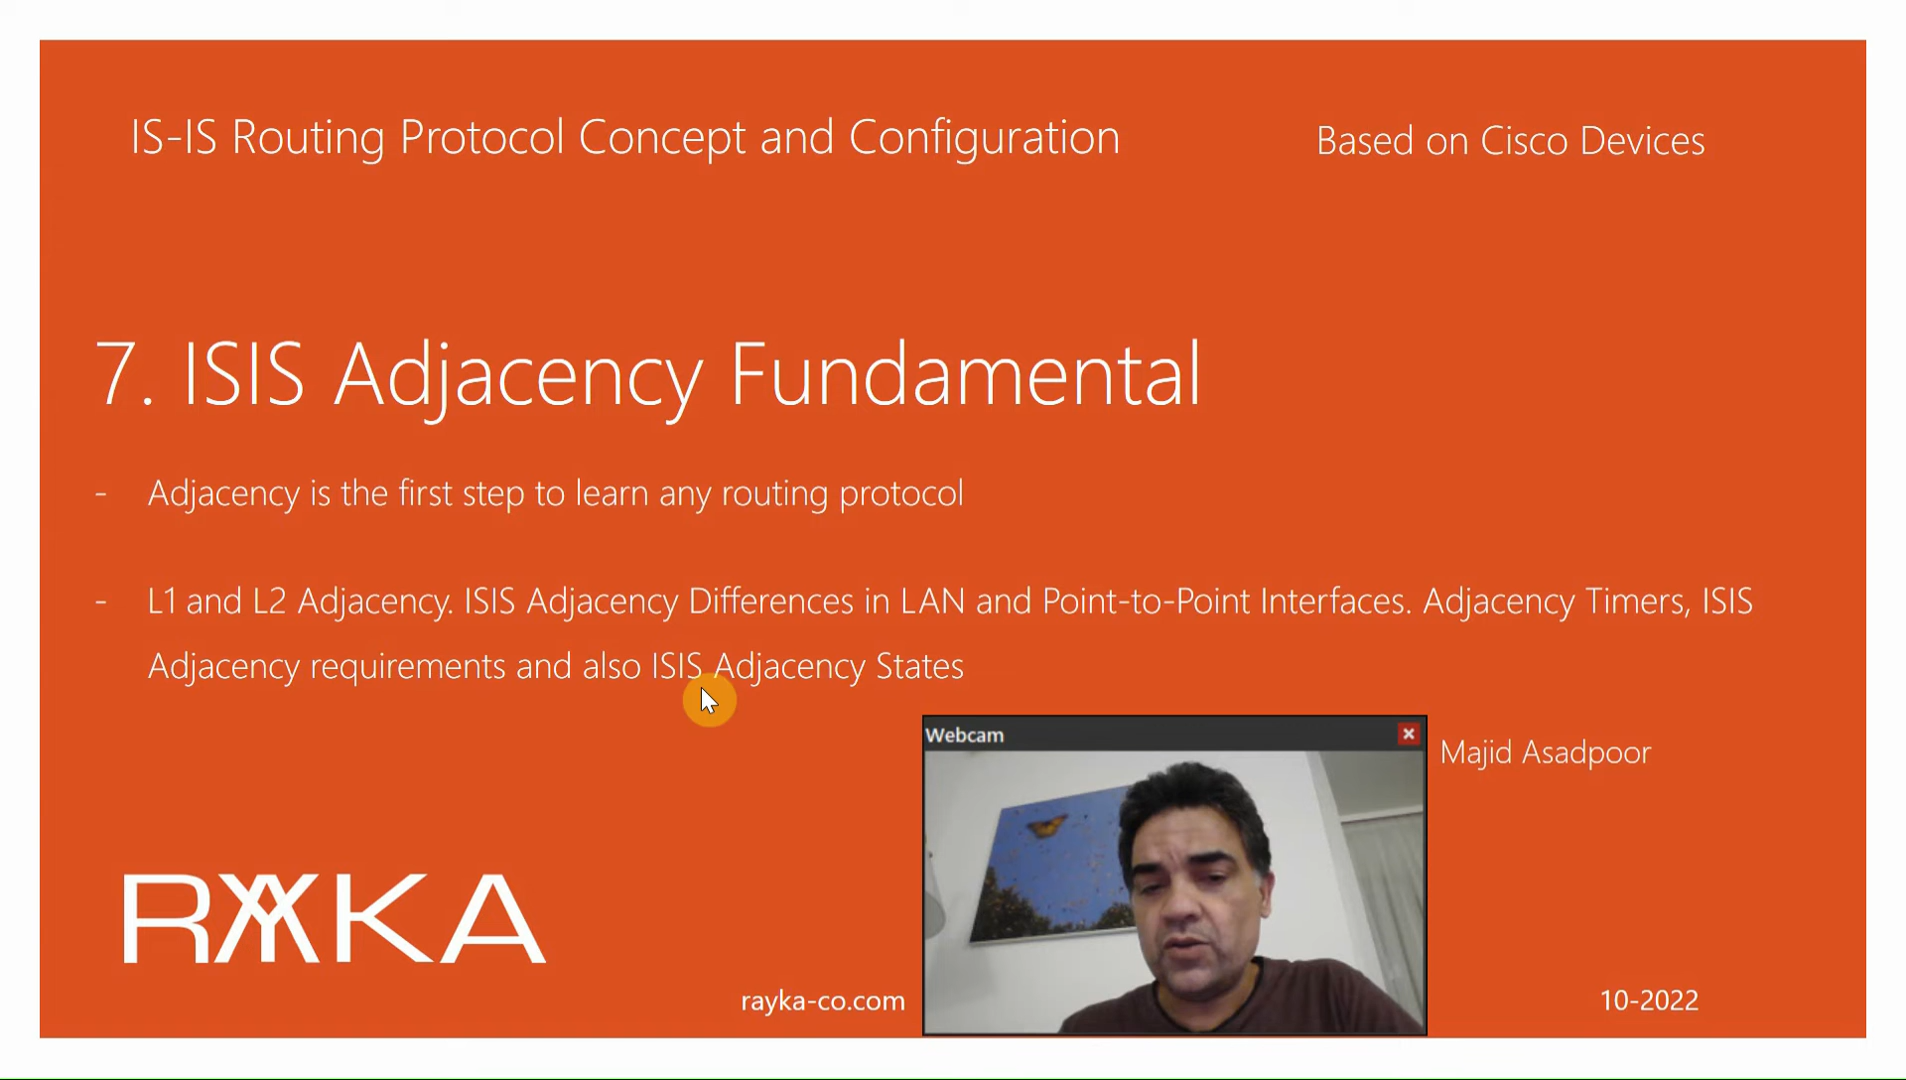 IS-IS Routing Protocol Concept and Configuration
Based on Cisco Devices
7. ISIS Adjacency Fundamental
- Adjacency is the first step to learn any routing protocol
- L1 and L2 Adjacency. ISIS Adjacency Differences in LAN and Point-to-Point Interfaces. Adjacency Timers, ISIS
Adjacency requirements and also ISIS Adjacency States
Webcam
Majid Asadpoor
RAYKA
rayka-co.com
10-2022